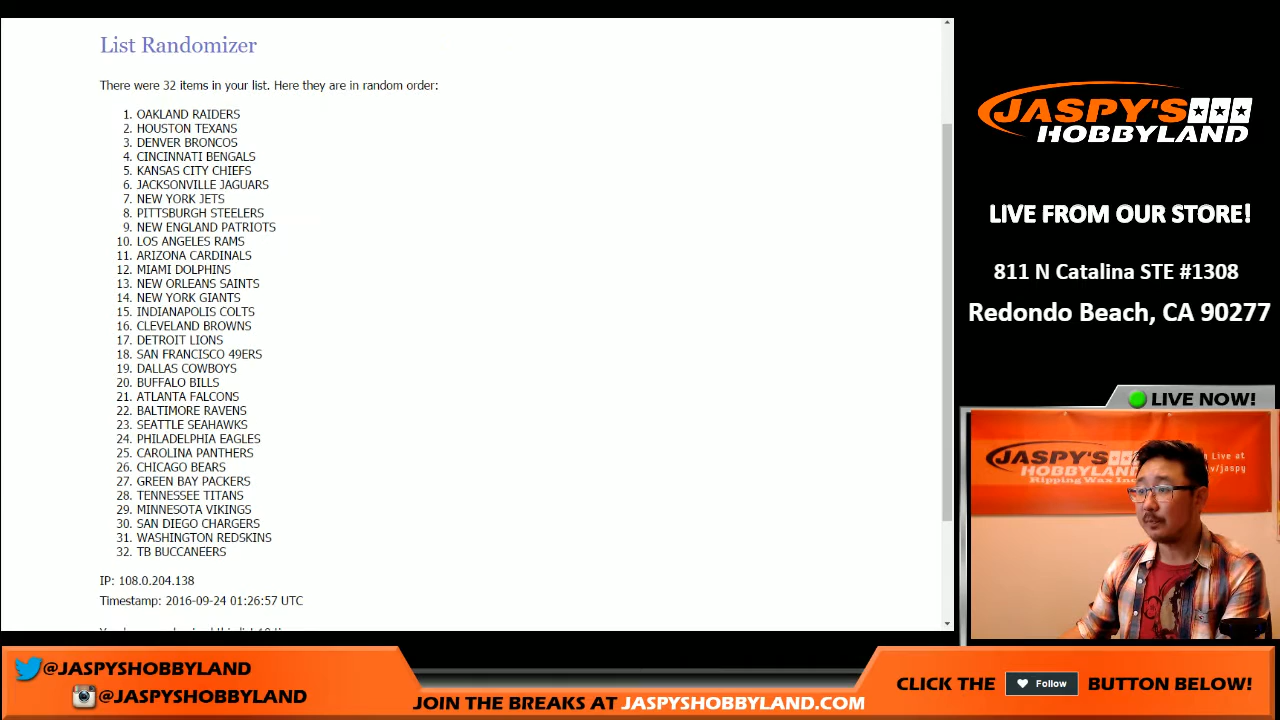 List Randomizer
There were 32 items in your list. Here they are in random order:
1. OAKLAND RAIDERS
2. HOUSTON TEXANS
3. DENVER BRONCOS
4. CINCINNATI BENGALS
5. KANSAS CITY CHIEFS
6. JACKSONVILLE JAGUARS
7. NEW YORK JETS
8. PITTSBURGH STEELERS
9. NEW ENGLAND PATRIOTS
10. LOS ANGELES RAMS
11. ARIZONA CARDINALS
12. MIAMI DOLPHINS
13. NEW ORLEANS SAINTS
14. NEW YORK GIANTS
15. INDIANAPOLIS COLTS
16. CLEVELAND BROWNS
17. DETROIT LIONS
18. SAN FRANCISCO 49ERS
19. DALLAS COWBOYS
20. BUFFALO BILLS
21. ATLANTA FALCONS
22. BALTIMORE RAVENS
23. SEATTLE SEAHAWKS
24. PHILADELPHIA EAGLES
25. CAROLINA PANTHERS
26. CHICAGO BEARS
27. GREEN BAY PACKERS
28. TENNESSEE TITANS
29. MINNESOTA VIKINGS
30. SAN DIEGO CHARGERS
31. WASHINGTON REDSKINS
32. TB BUCCANEERS
IP: 108.0.204.138
Timestamp: 2016-09-24 01:26:57 UTC
JASPY'S
HOBBYLAND
LIVE FROM OUR STORE!
811 N Catalina STE #1308
Redondo Beach, CA 90277
LIVE NOW!
JASPY'S
HOBBYLAND
Ripping Wax
Live at
v/jaspy
@JASPYSHOBBYLAND
@JASPYSHOBBYLAND
JOIN THE BREAKS AT JASPYSHOBBYLAND.COM
CLICK THE Follow BUTTON BELOW!